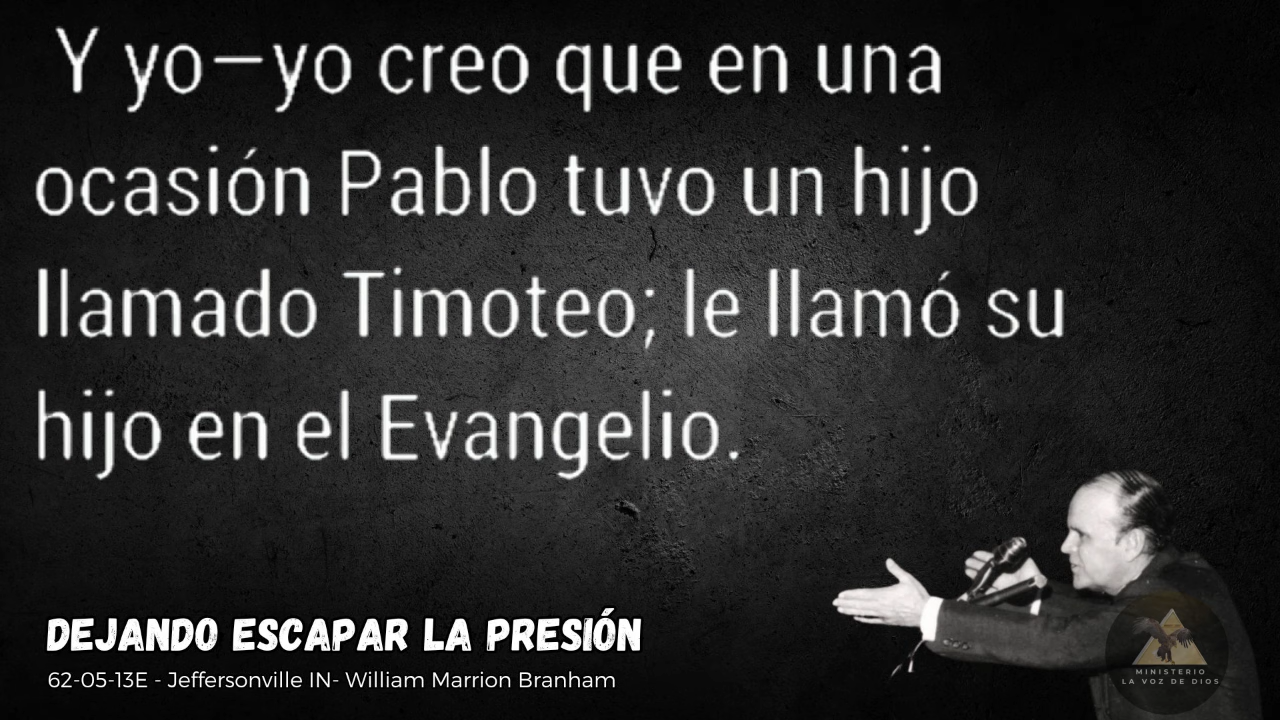 Y yo—yo creo que en una
ocasión Pablo tuvo un hijo
llamado Timoteo; le llamó su
hijo en el Evangelio.
DEJANDO ESCAPAR LA PRESIÓN
62-05-13E - Jeffersonville IN- William Marrion Branham
MINISTERIO
LA VOZ DE DIOS